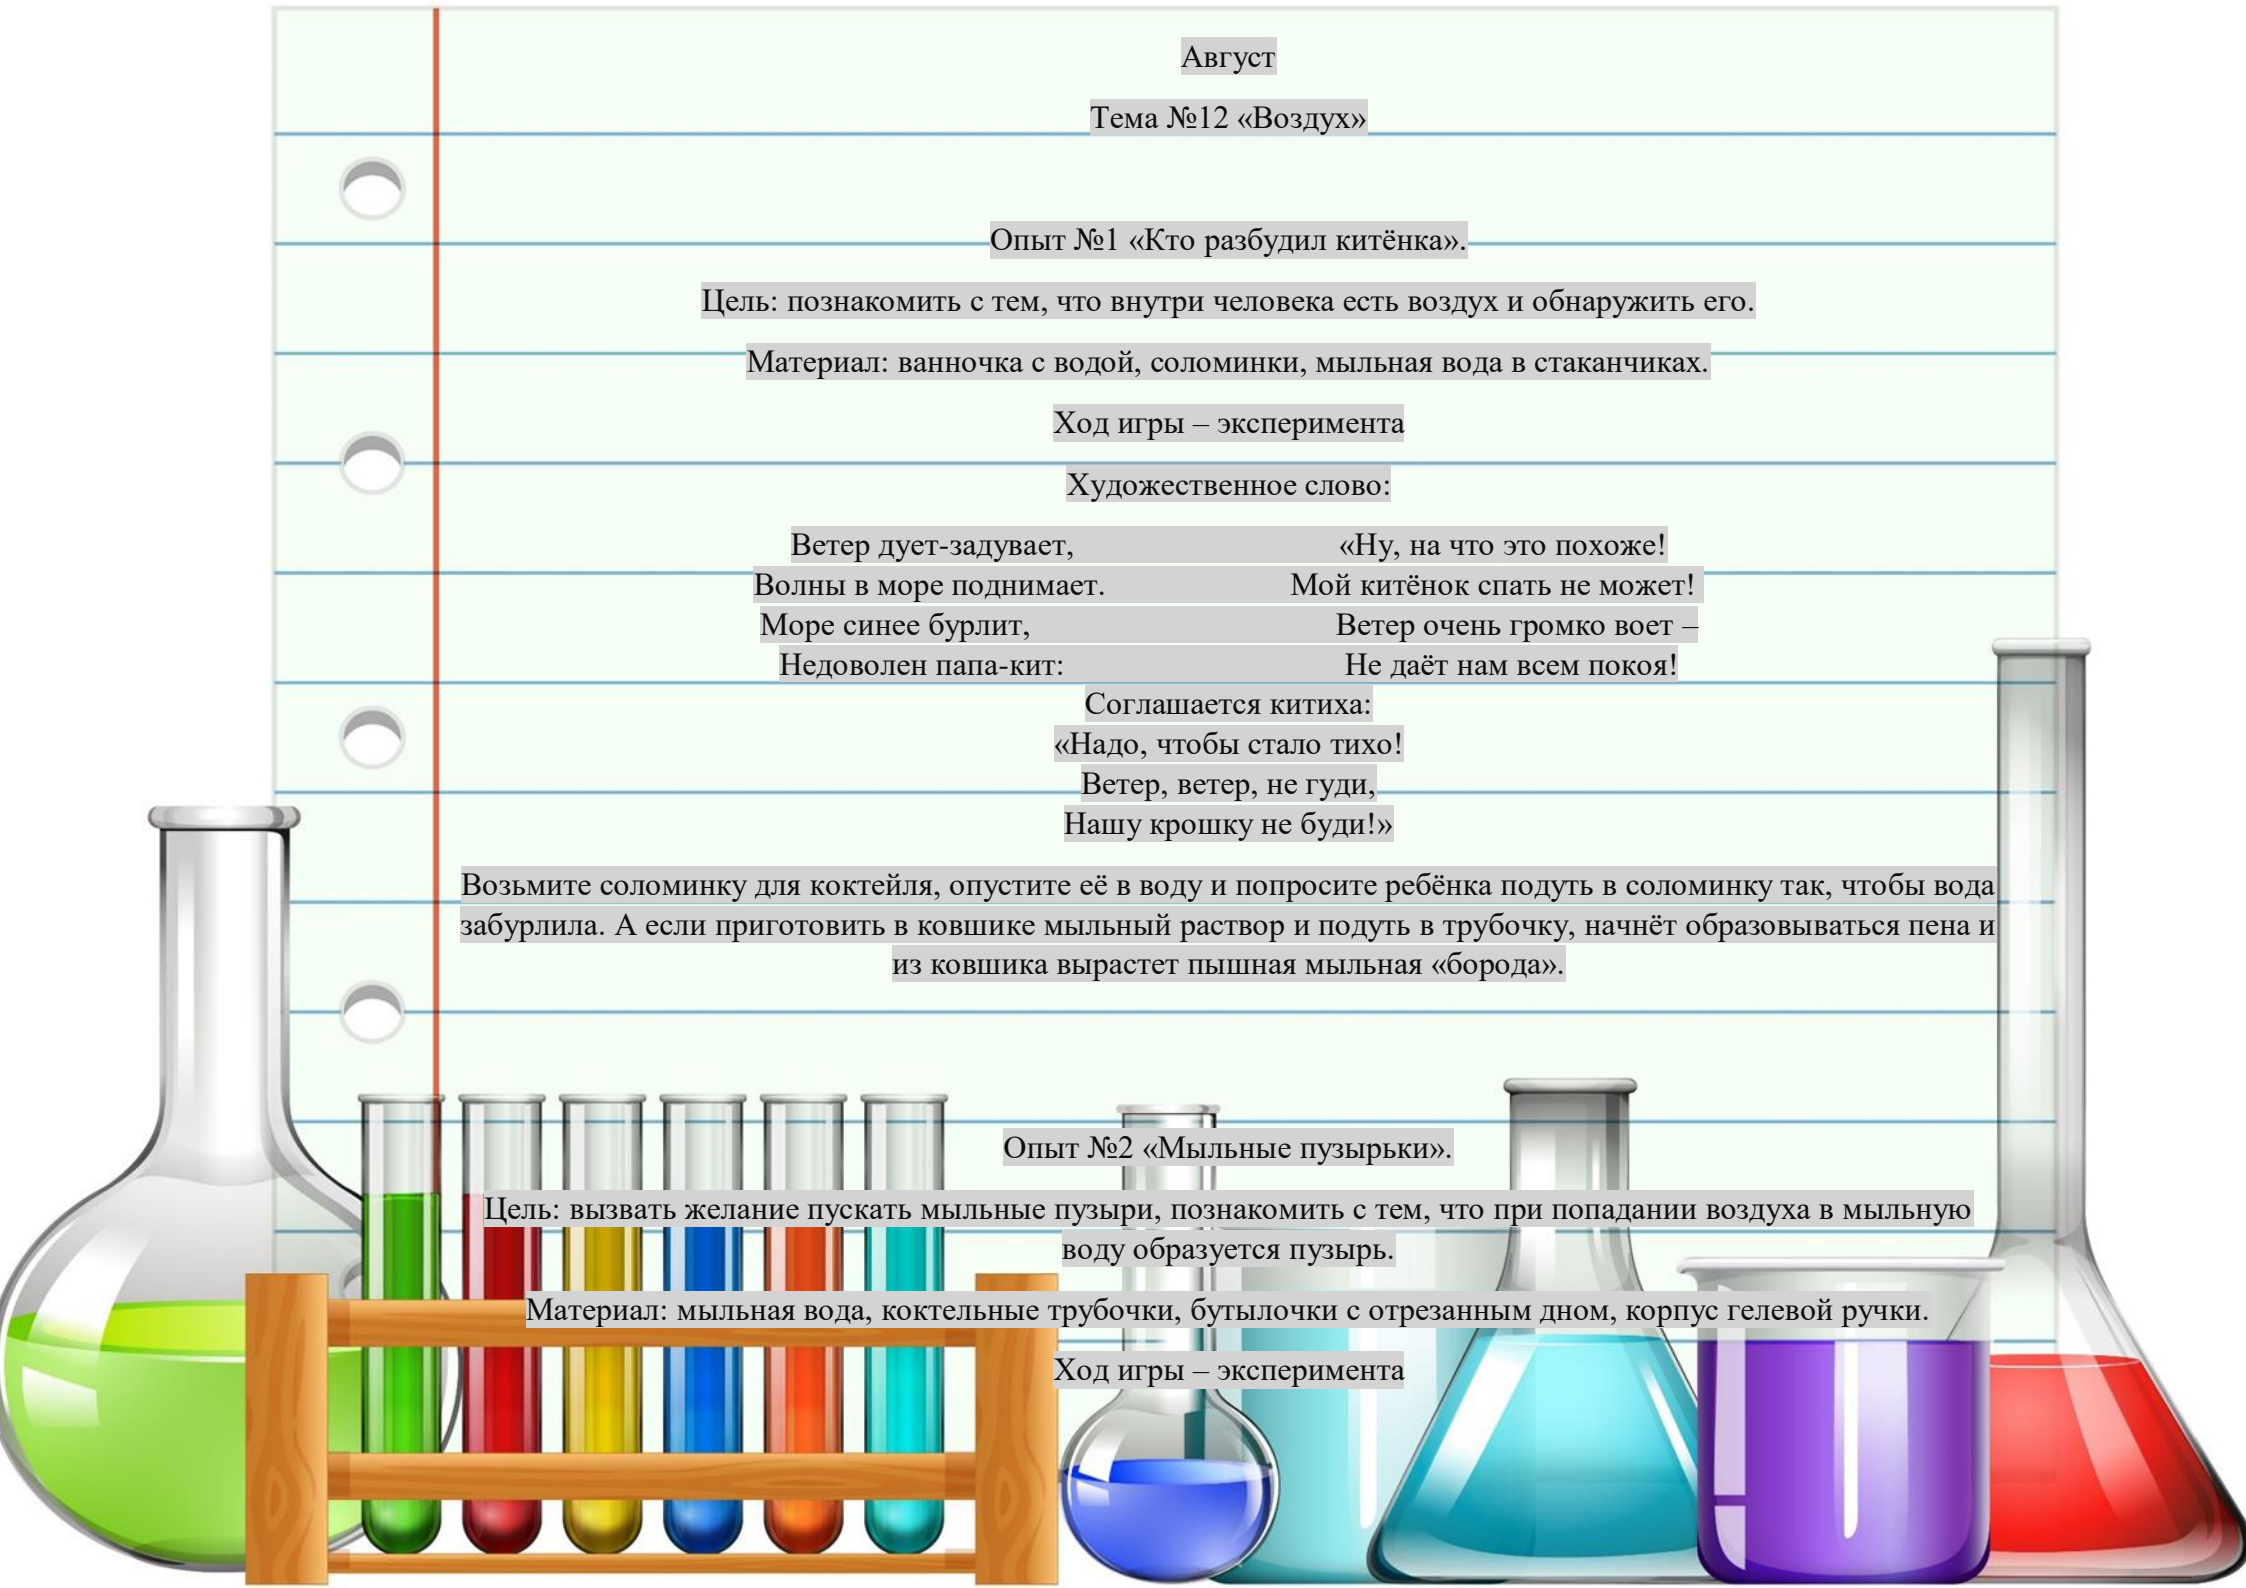 Август
Тема №12 «Воздух»
Опыт №1 «Кто разбудил китёнка».
Цель: познакомить с тем, что внутри человека есть воздух и обнаружить его.
Материал: ванночка с водой, соломинки, мыльная вода в стаканчиках.
Ход игры – эксперимента
Художественное слово:
Ветер дует-задувает, «Ну, на что это похоже!
Волны в море поднимает. Мой китёнок спать не может!
Море синее бурлит, Ветер очень громко воет –
Недоволен папа-кит: Не даёт нам всем покоя!
Соглашается китиха:
«Надо, чтобы стало тихо!
Ветер, ветер, не гуди,
Нашу крошку не буди!»
Возьмите соломинку для коктейля, опустите её в воду и попросите ребёнка подуть в соломинку так, чтобы вода
забурлила. А если приготовить в ковшике мыльный раствор и подуть в трубочку, начнёт образовываться пена и
из ковшика вырастет пышная мыльная «борода».
Опыт №2 «Мыльные пузырьки».
Цель: вызвать желание пускать мыльные пузыри, познакомить с тем, что при попадании воздуха в мыльную
воду образуется пузырь.
Материал: мыльная вода, коктельные трубочки, бутылочки с отрезанным дном, корпус гелевой ручки.
Ход игры – эксперимента